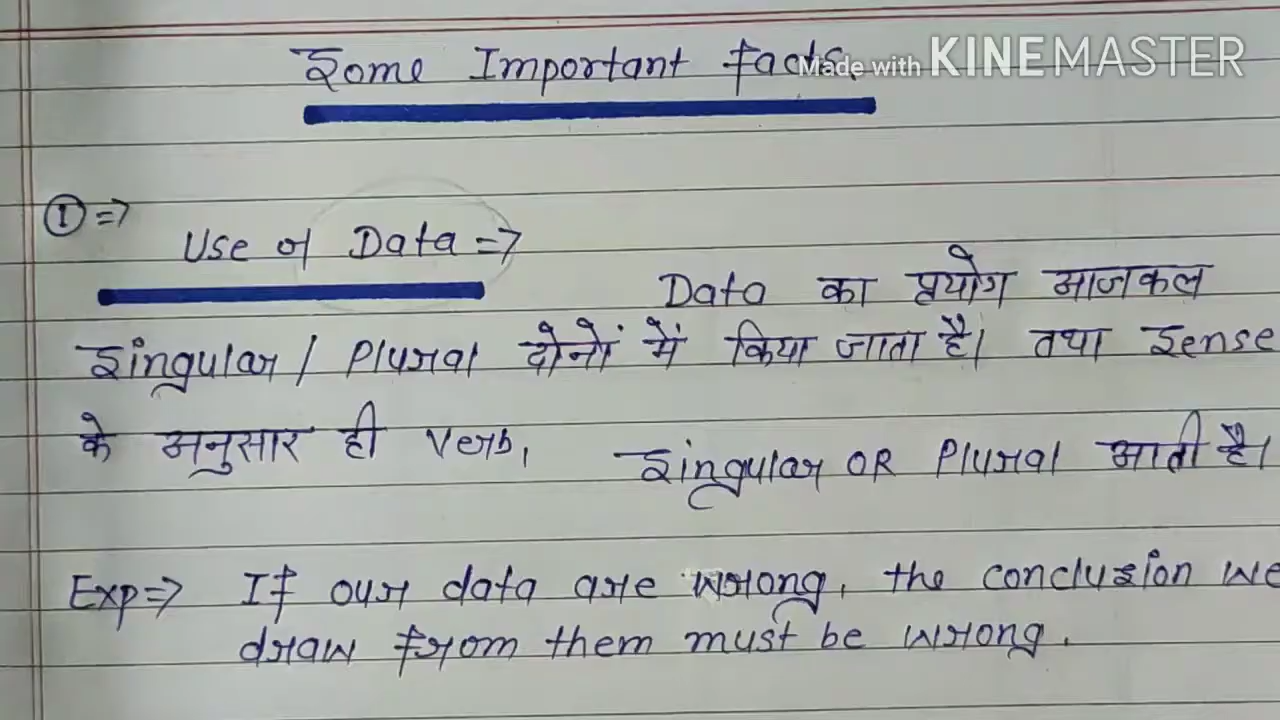 Some Important facts.
Made with KINEMASTER
① => Use of Data =>
Data का प्रयोग आजकल
Singular / Plural दोनों में किया जाता है। तथा Sense
के अनुसार ही Verb, Singular OR Plural आती है।
Exp => If our data are wrong, the conclusion we
draw from them must be wrong.